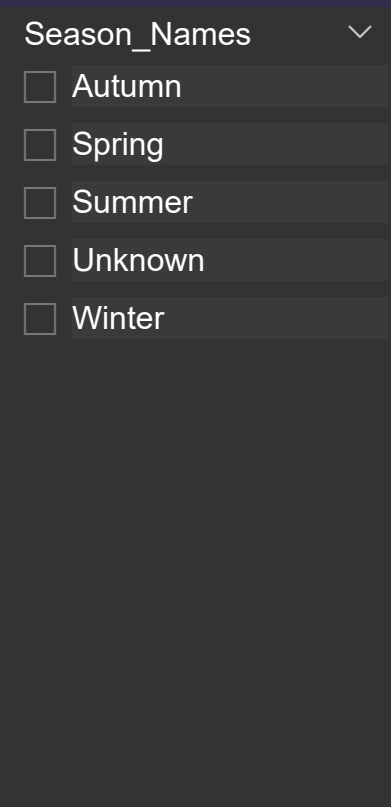 Season_Names
Autumn
Spring
Summer
Unknown
Winter